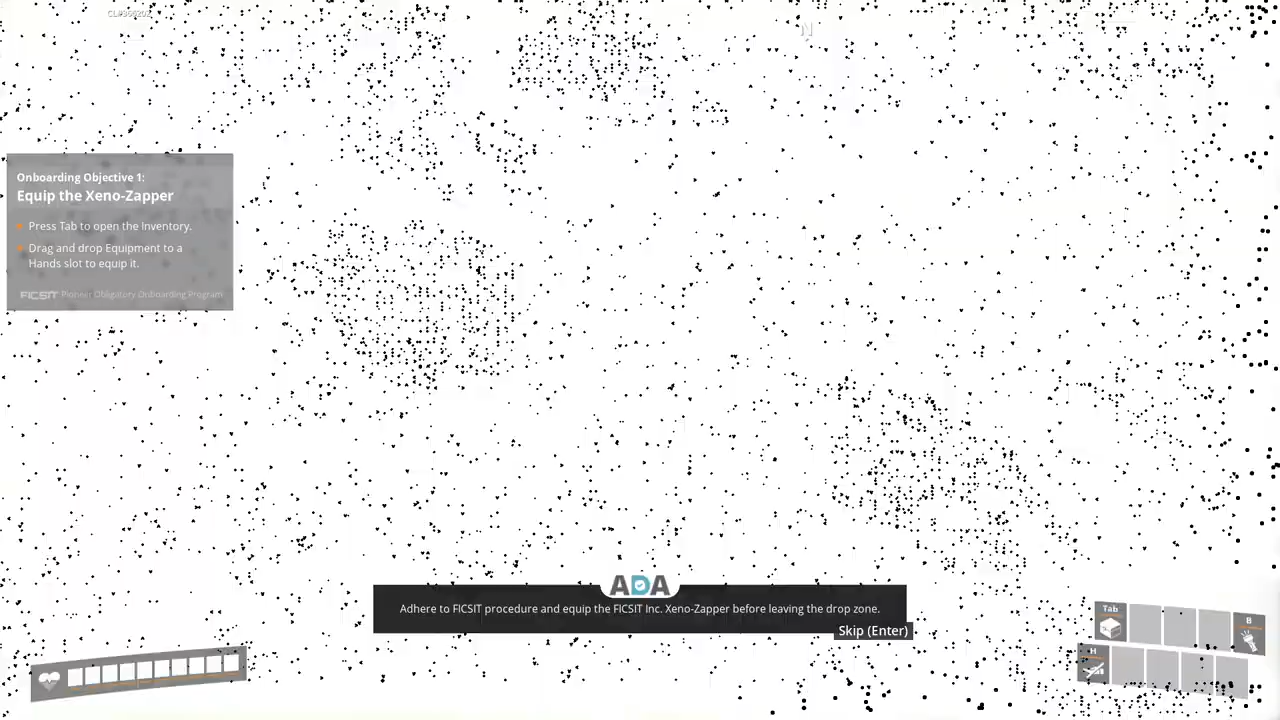 CL#366202
N
Onboarding Objective 1:
Equip the Xeno-Zapper
Press Tab to open the Inventory.
Drag and drop Equipment to a
Hands slot to equip it.
FICSIT Pioneer Obligatory Onboarding Program
ADA
Adhere to FICSIT procedure and equip the FICSIT Inc. Xeno-Zapper before leaving the drop zone.
Skip (Enter)
Tab
B
H